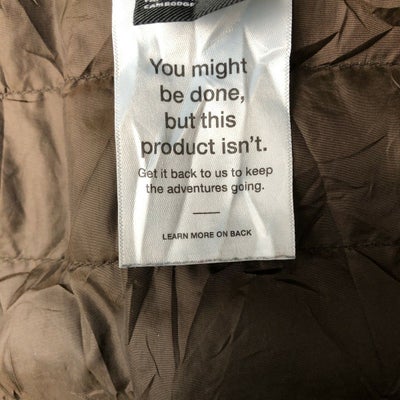 CAMBODGE
You might
be done,
but this
product isn't.
Get it back to us to keep
the adventures going.
LEARN MORE ON BACK